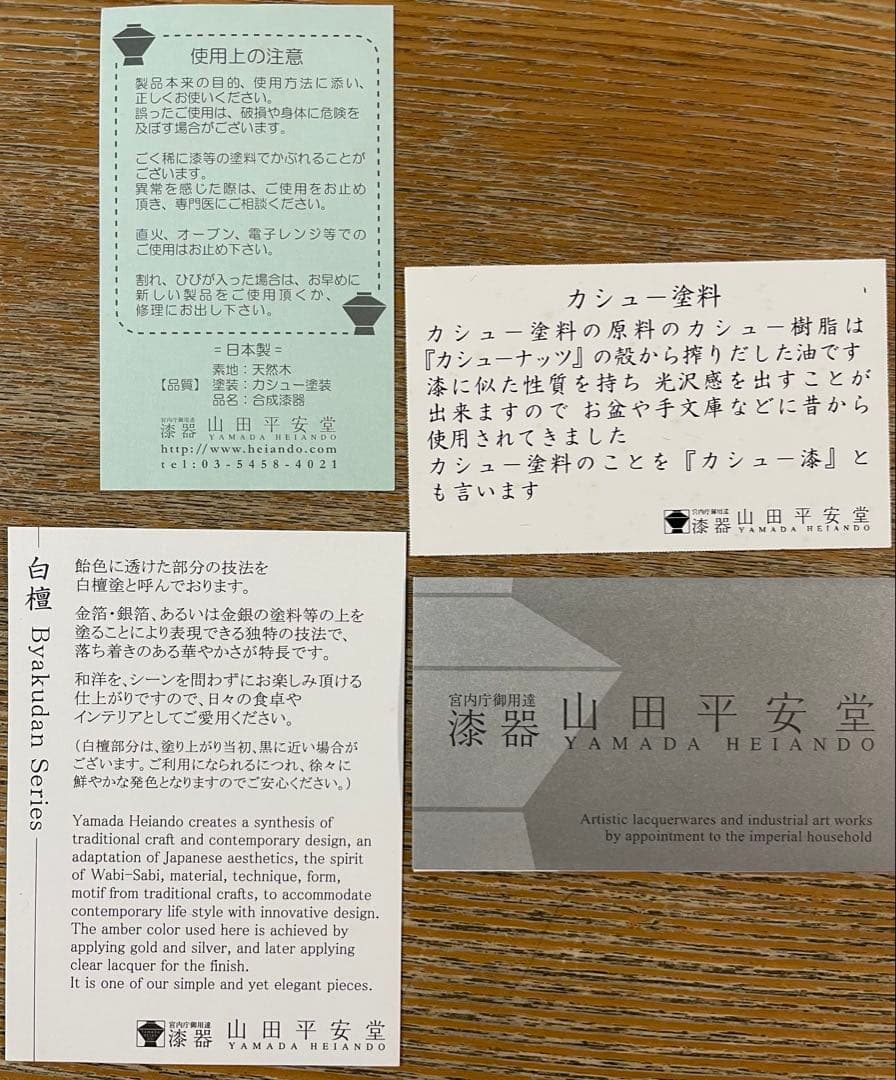 使用上の注意
製品本来の目的、使用方法に添い、
正しくお使いください。
誤ったご使用は、破損や身体に危険を
及ぼす場合がございます。
ごく稀に漆等の塗料でかぶれることが
ございます。
異常を感じた際は、ご使用をお止め
頂き、専門医にご相談ください。
直火、オーブン、電子レンジ等での
ご使用はお止め下さい。
割れ、ひびが入った場合は、お早めに
新しい製品をご使用頂くか、
修理にお出し下さい。
=日本製=
素地：天然木
【品質】 塗装：カシュー塗装
品名：合成漆器
宮内庁御用達
漆器 山田平安堂
YAMADA HEIANDO
http://www.heiando.com
tel:03-5458-4021
カシュー塗料
カシュー塗料の原料のカシュー樹脂は
『カシューナッツ』の殻から搾りだした油です
漆に似た性質を持ち 光沢感を出すことが
出来ますので お盆や手文庫などに昔から
使用されてきました
カシュー塗料のことを『カシュー漆』と
も言います
宮内庁御用達
漆器 山田平安堂
YAMADA HEIANDO
白檀 Byakudan Series
飴色に透けた部分の技法を
白檀塗と呼んでおります。
金箔・銀箔、あるいは金銀の塗料等の上を
塗ることにより表現できる独特の技法で、
落ち着きのある華やかさが特長です。
和洋を、シーンを問わずにお楽しみ頂ける
仕上がりですので、日々の食卓や
インテリアとしてご愛用ください。
（白檀部分は、塗り上がり当初、黒に近い場合が
ございます。ご利用になられるにつれ、徐々に
鮮やかな発色となりますのでご安心ください。）
Yamada Heiando creates a synthesis of
traditional craft and contemporary design, an
adaptation of Japanese aesthetics, the spirit
of Wabi-Sabi, material, technique, form,
motif from traditional crafts, to accommodate
contemporary life style with innovative design.
The amber color used here is achieved by
applying gold and silver, and later applying
clear lacquer for the finish.
It is one of our simple and yet elegant pieces.
宮内庁御用達
漆器 山田平安堂
YAMADA HEIANDO
宮内庁御用達
漆器 山田平安堂
YAMADA HEIANDO
Artistic lacquerwares and industrial art works
by appointment to the imperial household